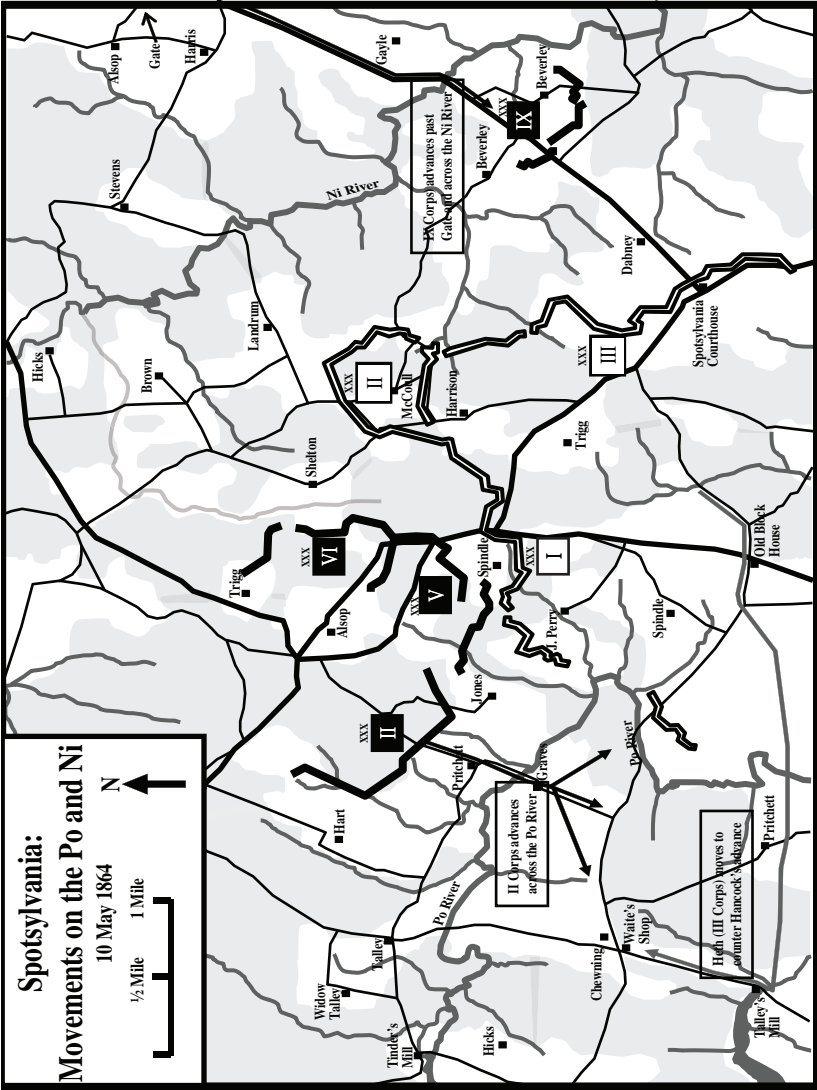 Spotsylvania:
Movements on the Po and Ni
10 May 1864
N
½ Mile
1 Mile
Tinder's
Mill
Widow
Talley
Talley
Hicks
Po River
Hart
Chewning
Waite's
Shop
Talley's
Mill
Heth (III Corps) moves to
counter Hancock's advance
Pritchett
II Corps advances
across the Po River
Pritchett
Graves
XXX
II
Po River
Jones
Alsop
Trigg
XXX
VI
XXX
V
Spindle
XXX
I
J. Perry
Spindle
Old Block
House
Shelton
Trigg
Hicks
Brown
Landrum
XXX
II
McCoull
Harrison
XXX
III
Spotsylvania
Courthouse
Dabney
Stevens
Ni River
IX Corps advances past
Gate and across the Ni River
Beverley
XXX
IX
Beverley
Gayle
Alsop
Gate
Harris